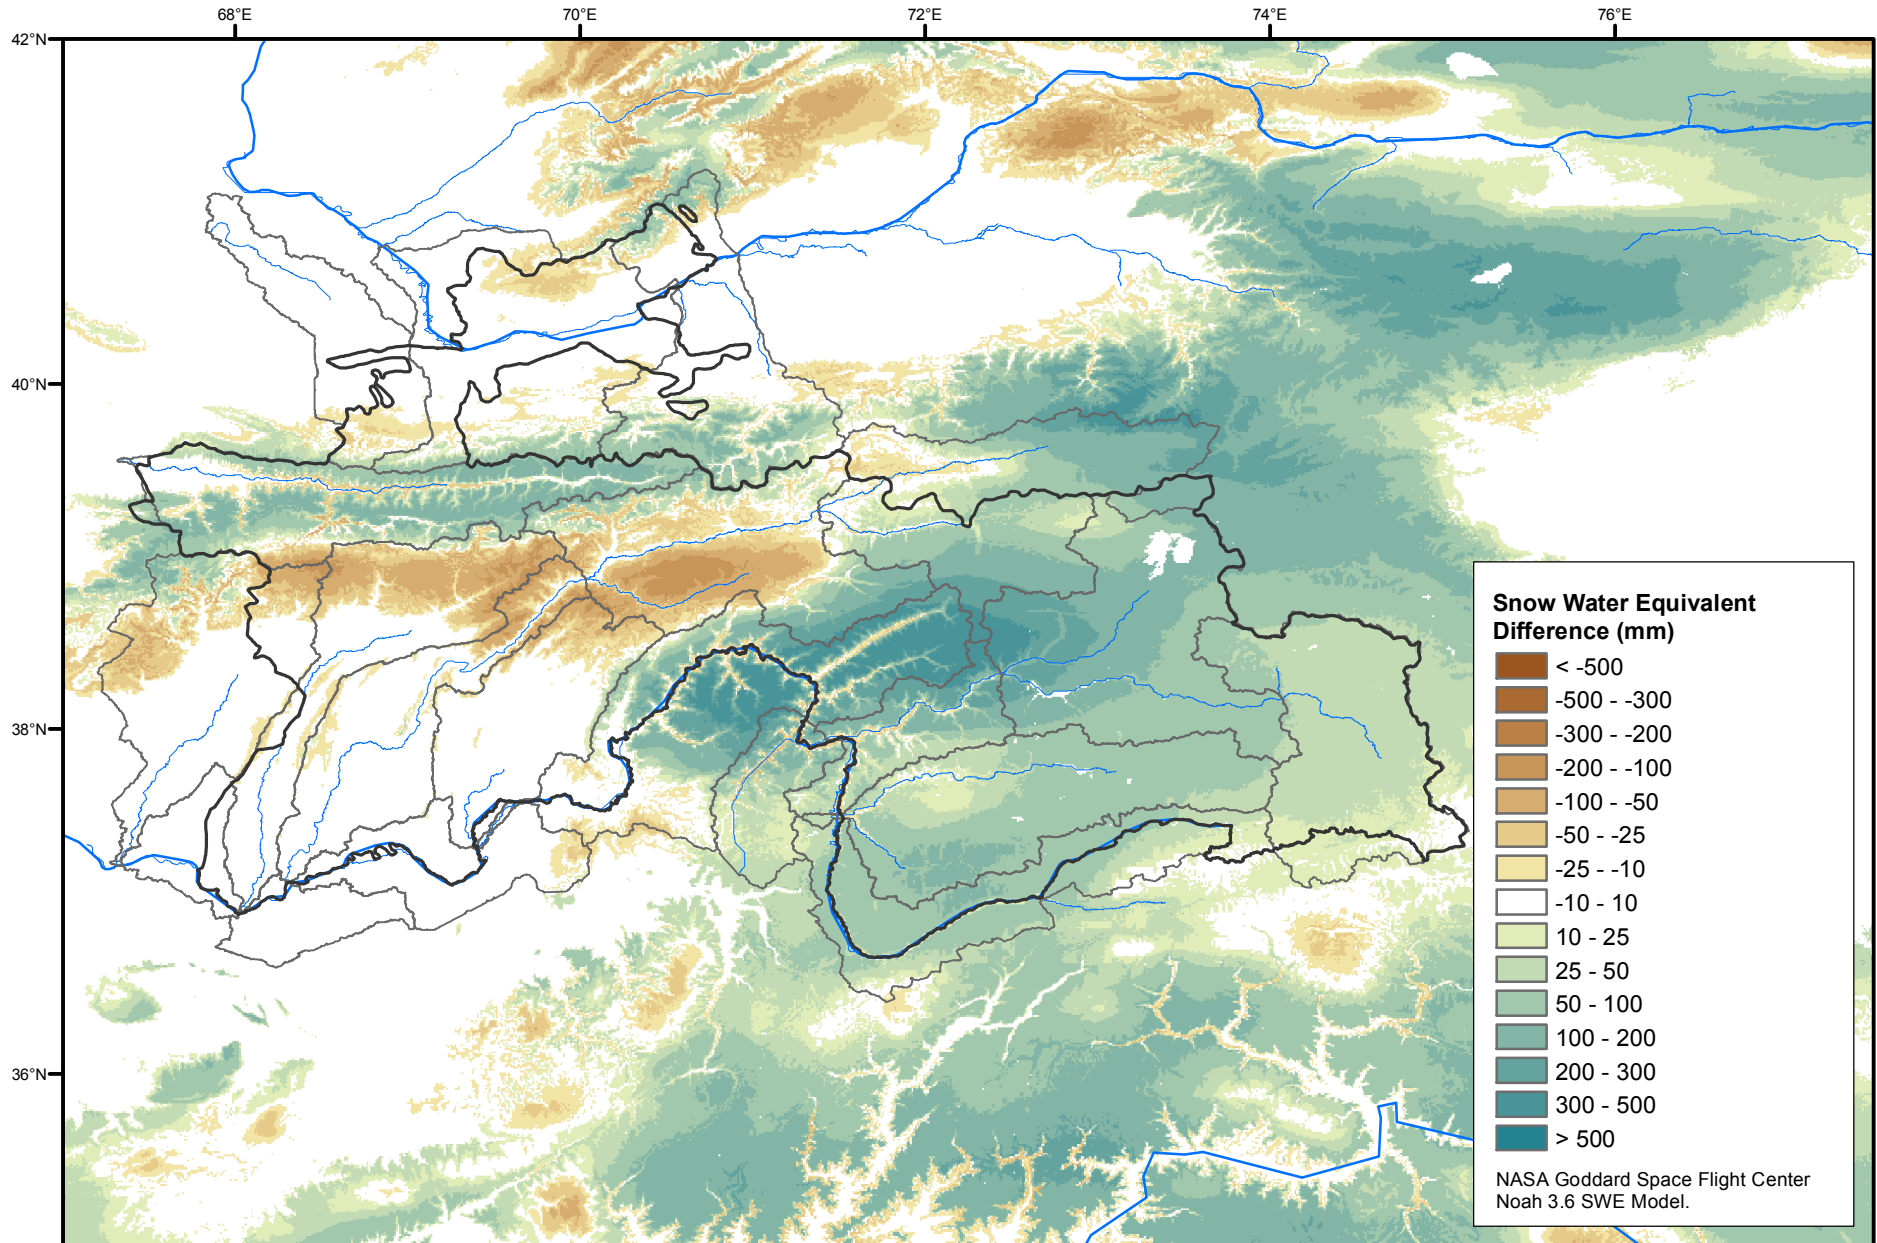 68°E
70°E
72°E
74°E
76°E
42°N
40°N
38°N
36°N
Snow Water Equivalent
Difference (mm)
< -500
-500 - -300
-300 - -200
-200 - -100
-100 - -50
-50 - -25
-25 - -10
-10 - 10
10 - 25
25 - 50
50 - 100
100 - 200
200 - 300
300 - 500
> 500
NASA Goddard Space Flight Center
Noah 3.6 SWE Model.